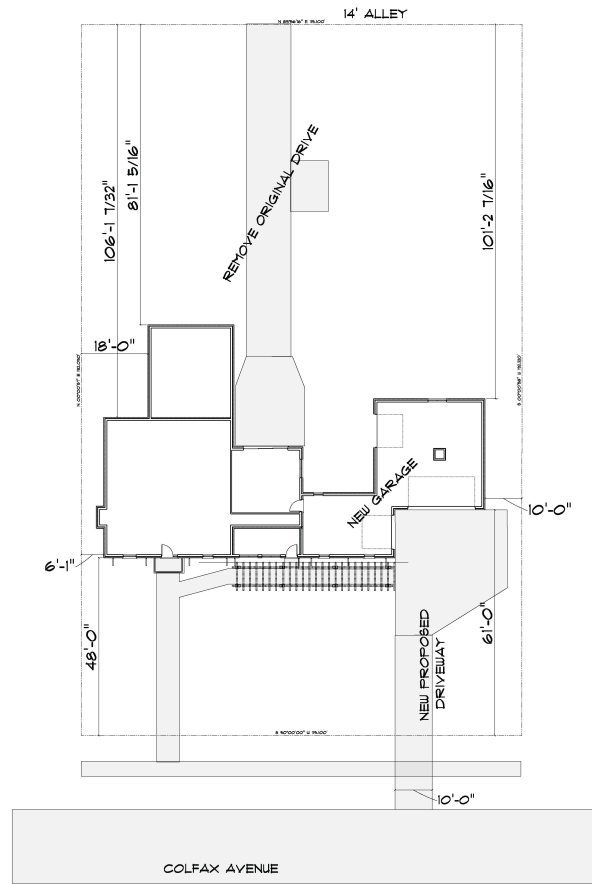 14' ALLEY
REMOVE ORIGINAL DRIVE
106'-1 7/32"
81'-1 5/16"
101'-2 7/16"
18'-0"
NEW GARAGE
10'-0"
6'-1"
48'-0"
61'-0"
NEW PROPOSED
DRIVEWAY
10'-0"
COLFAX AVENUE